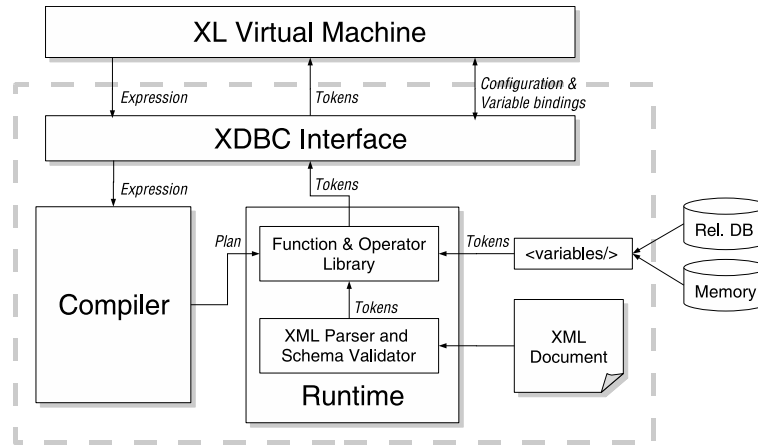 XL Virtual Machine
Expression
Tokens
Configuration &
Variable bindings
XDBC Interface
Expression
Tokens
Compiler
Plan
Function & Operator
Library
Tokens
<variables/>
Rel. DB
Memory
Tokens
XML Parser and
Schema Validator
XML
Document
Runtime